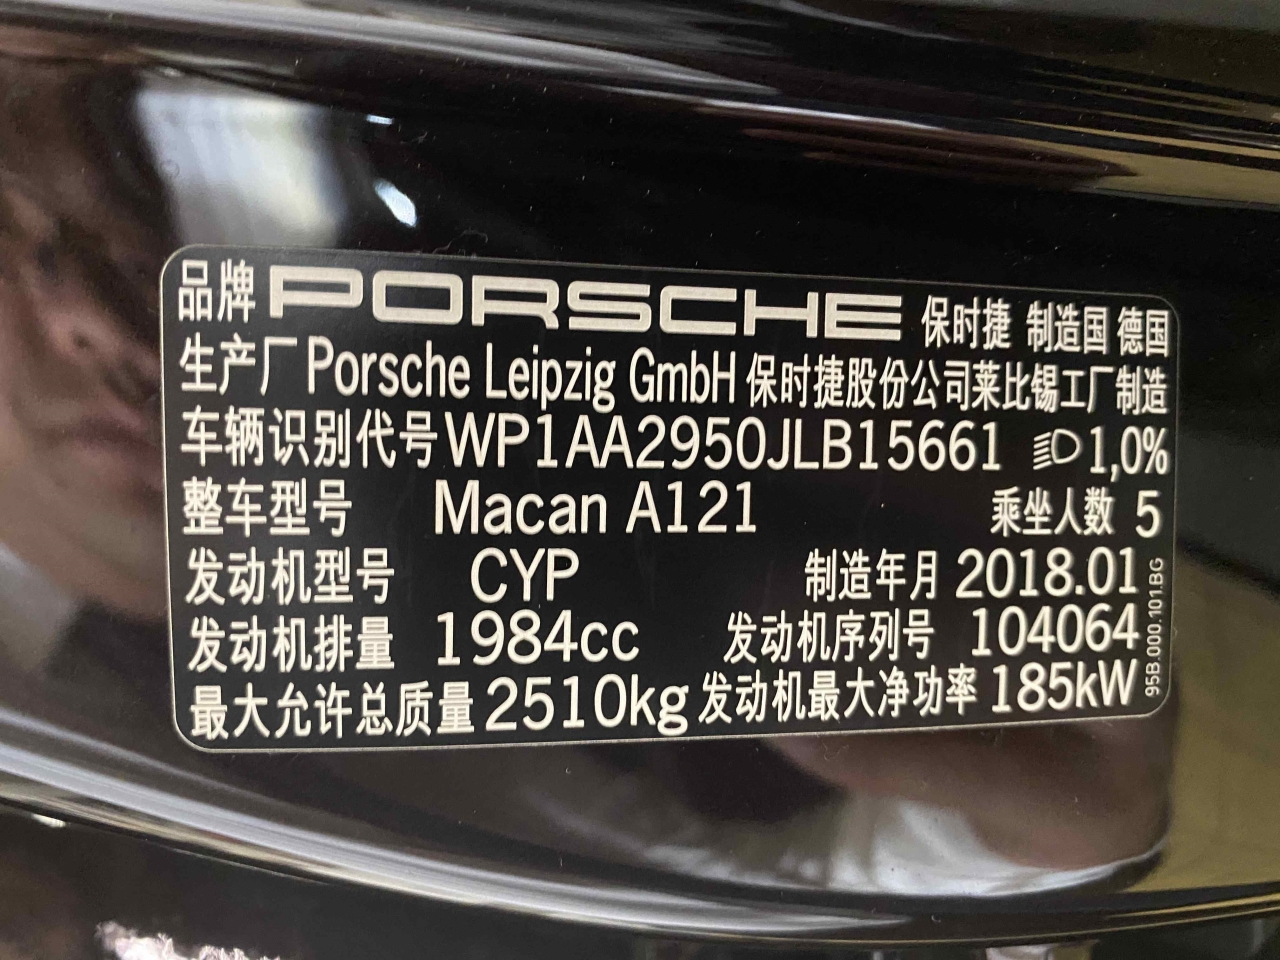 品牌 PORSCHE 保时捷 制造国 德国
生产厂 Porsche Leipzig GmbH 保时捷股份公司莱比锡工厂制造
车辆识别代号 WP1AA2950JLB15661 1,0%
整车型号 Macan A121 乘坐人数 5
发动机型号 CYP 制造年月 2018.01
发动机排量 1984cc 发动机序列号 104064
最大允许总质量 2510kg 发动机最大净功率 185kW
95B.000.101.BG